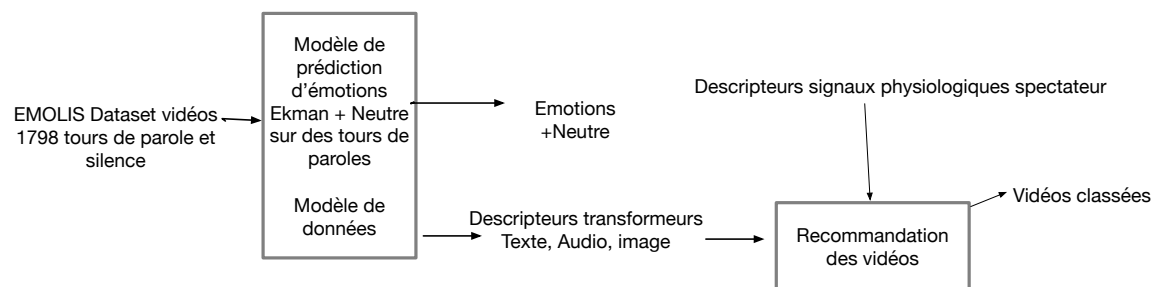 EMOLIS Dataset vidéos
1798 tours de parole et
silence
Modèle de
prédiction
d'émotions
Ekman + Neutre
sur des tours de
paroles
Modèle de
données
Emotions
+Neutre
Descripteurs transformeurs
Texte, Audio, image
Descripteurs signaux physiologiques spectateur
Recommandation
des vidéos
Vidéos classées